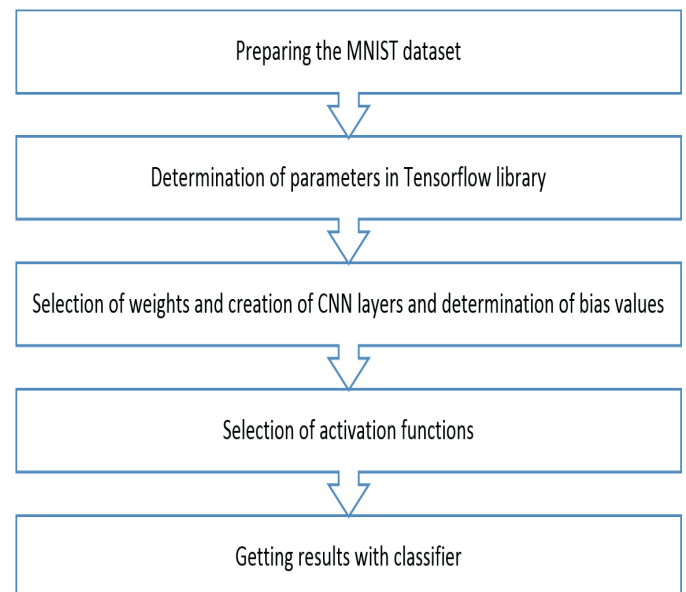 Preparing the MNIST dataset
Determination of parameters in Tensorflow library
Selection of weights and creation of CNN layers and determination of bias values
Selection of activation functions
Getting results with classifier